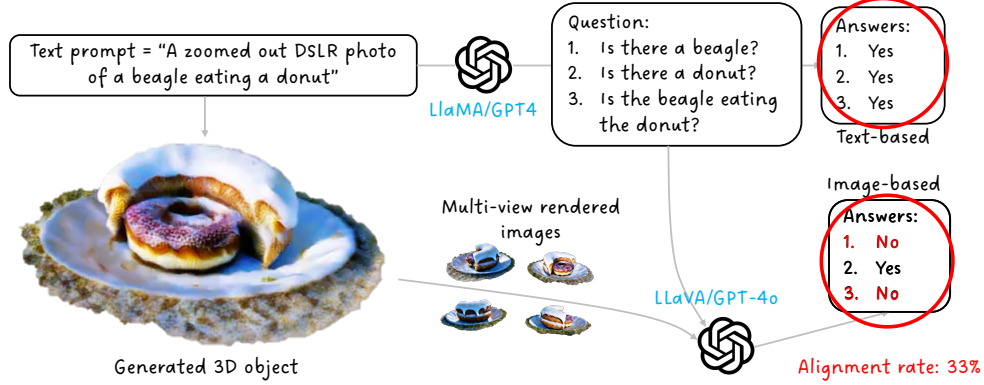 Text prompt = “A zoomed out DSLR photo
of a beagle eating a donut”
LlaMA/GPT4
Question:
1. Is there a beagle?
2. Is there a donut?
3. Is the beagle eating
the donut?
Answers:
1. Yes
2. Yes
3. Yes
Text-based
Image-based
Answers:
1. No
2. Yes
3. No
Multi-view rendered
images
LLaVA/GPT-4o
Generated 3D object
Alignment rate: 33%